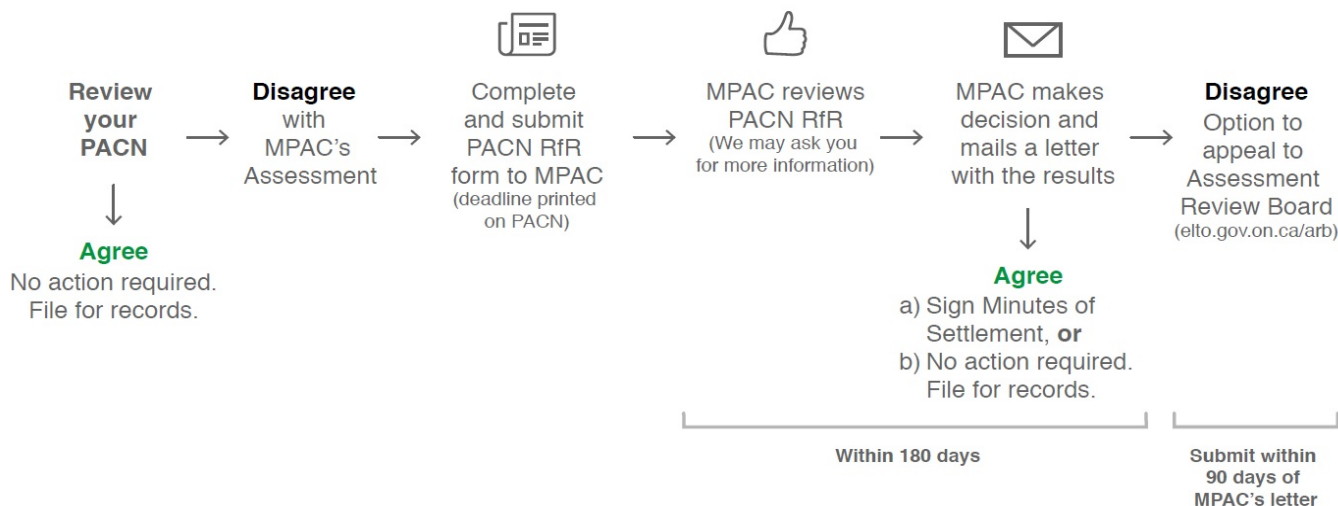 Review
your
PACN
Agree
No action required.
File for records.
Disagree
with
MPAC's
Assessment
Complete
and submit
PACN RfR
form to MPAC
(deadline printed
on PACN)
MPAC reviews
PACN RfR
(We may ask you
for more information)
MPAC makes
decision and
mails a letter
with the results
Agree
a) Sign Minutes of
Settlement, or
b) No action required.
File for records.
Disagree
Option to
appeal to
Assessment
Review Board
(elto.gov.on.ca/arb)
Within 180 days
Submit within
90 days of
MPAC's letter